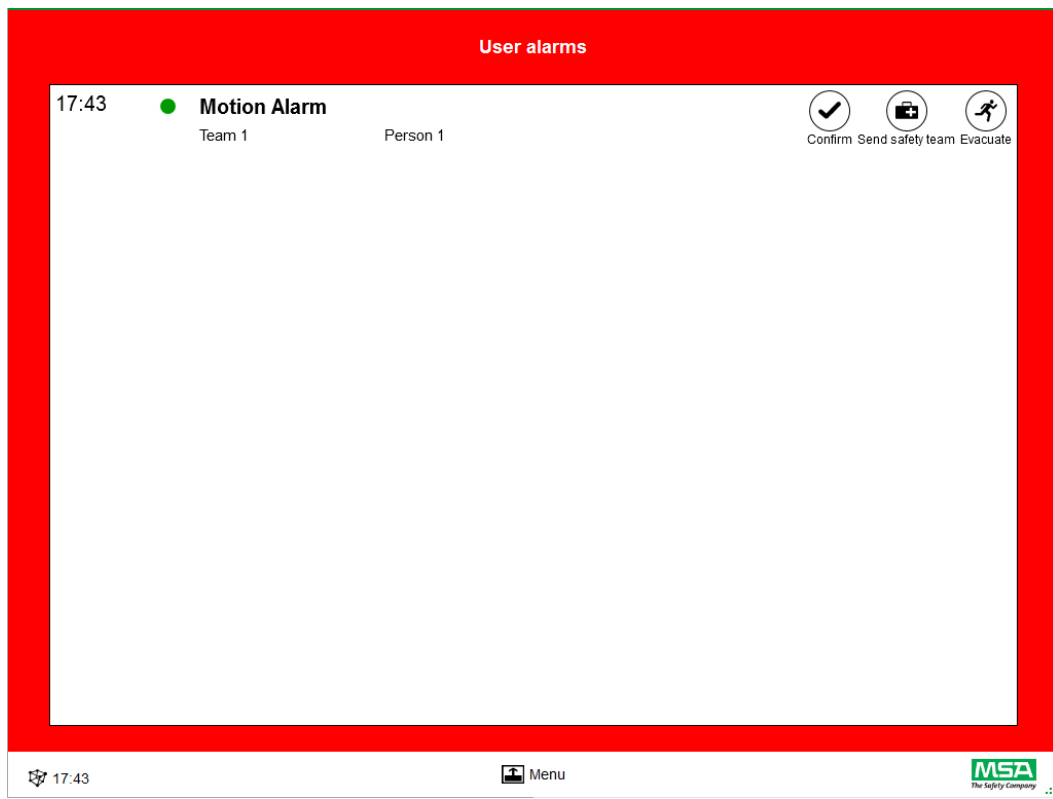 User alarms
17:43 Motion Alarm
Team 1 Person 1
Confirm Send safety team Evacuate
17:43 Menu MSA
The Safety Company